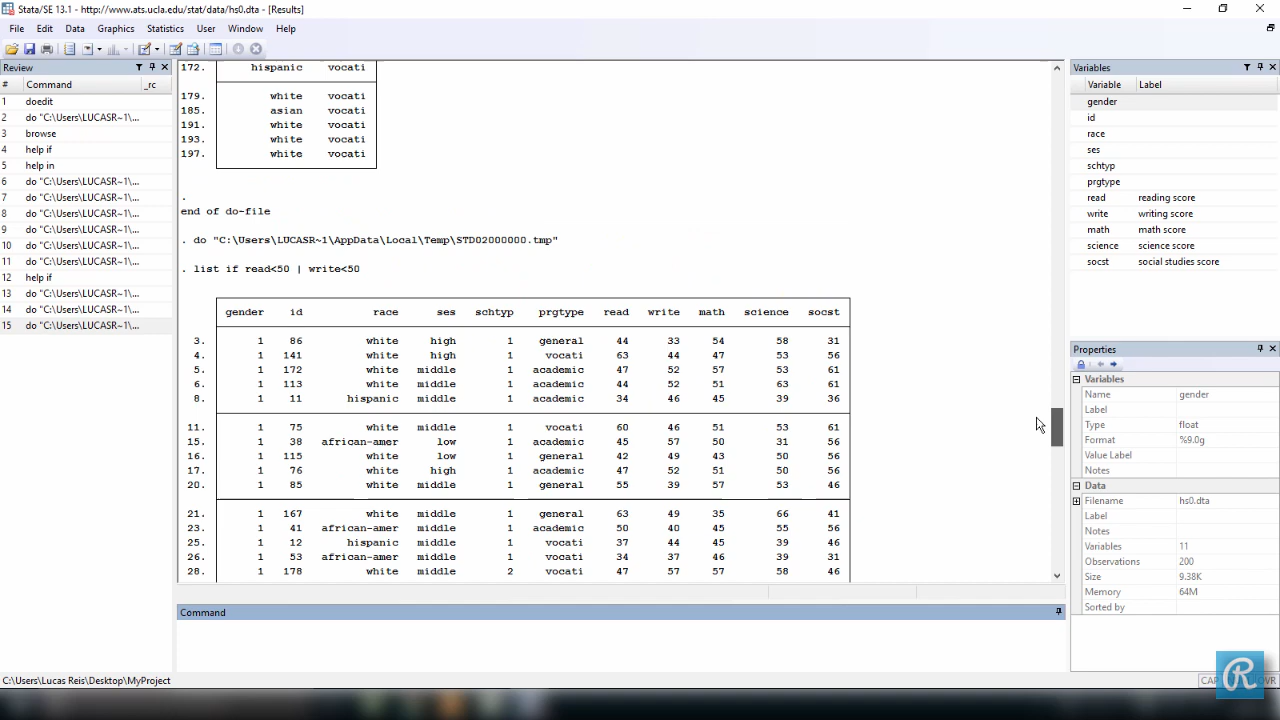 Stata/SE 13.1 - http://www.ats.ucla.edu/stat/data/hs0.dta - [Results]
File Edit Data Graphics Statistics User Window Help
Review
# Command _rc
1 doedit
2 do "C:\Users\LUCASR~1\...
3 browse
4 help if
5 help in
6 do "C:\Users\LUCASR~1\...
7 do "C:\Users\LUCASR~1\...
8 do "C:\Users\LUCASR~1\...
9 do "C:\Users\LUCASR~1\...
10 do "C:\Users\LUCASR~1\...
11 do "C:\Users\LUCASR~1\...
12 help if
13 do "C:\Users\LUCASR~1\...
14 do "C:\Users\LUCASR~1\...
15 do "C:\Users\LUCASR~1\...
172. hispanic vocati
179. white vocati
185. asian vocati
191. white vocati
193. white vocati
197. white vocati
.
end of do-file
. do "C:\Users\LUCASR~1\AppData\Local\Temp\STD02000000.tmp"
. list if read<50 | write<50
gender id race ses schtyp prgtype read write math science socst
3. 1 86 white high 1 general 44 33 54 58 31
4. 1 141 white high 1 vocati 63 44 47 53 56
5. 1 172 white middle 1 academic 47 52 57 53 61
6. 1 113 white middle 1 academic 44 52 51 63 61
8. 1 11 hispanic middle 1 academic 34 46 45 39 36
11. 1 75 white middle 1 vocati 60 46 51 53 61
15. 1 38 african-amer low 1 academic 45 57 50 31 56
16. 1 115 white low 1 general 42 49 43 50 56
17. 1 76 white high 1 academic 47 52 51 50 56
20. 1 85 white middle 1 general 55 39 57 53 46
21. 1 167 white middle 1 general 63 49 35 66 41
23. 1 41 african-amer middle 1 academic 50 40 45 55 56
25. 1 12 hispanic middle 1 vocati 37 44 45 39 46
26. 1 53 african-amer middle 1 vocati 34 37 46 39 31
28. 1 178 white middle 2 vocati 47 57 57 58 46
Command
Variables
Variable Label
gender
id
race
ses
schtyp
prgtype
read reading score
write writing score
math math score
science science score
socst social studies score
Properties
Variables
Name gender
Label
Type float
Format %9.0g
Value Label
Notes
Data
Filename hs0.dta
Label
Notes
Variables 11
Observations 200
Size 9.38K
Memory 64M
Sorted by
C:\Users\Lucas Reis\Desktop\MyProject
CAP OVR
R